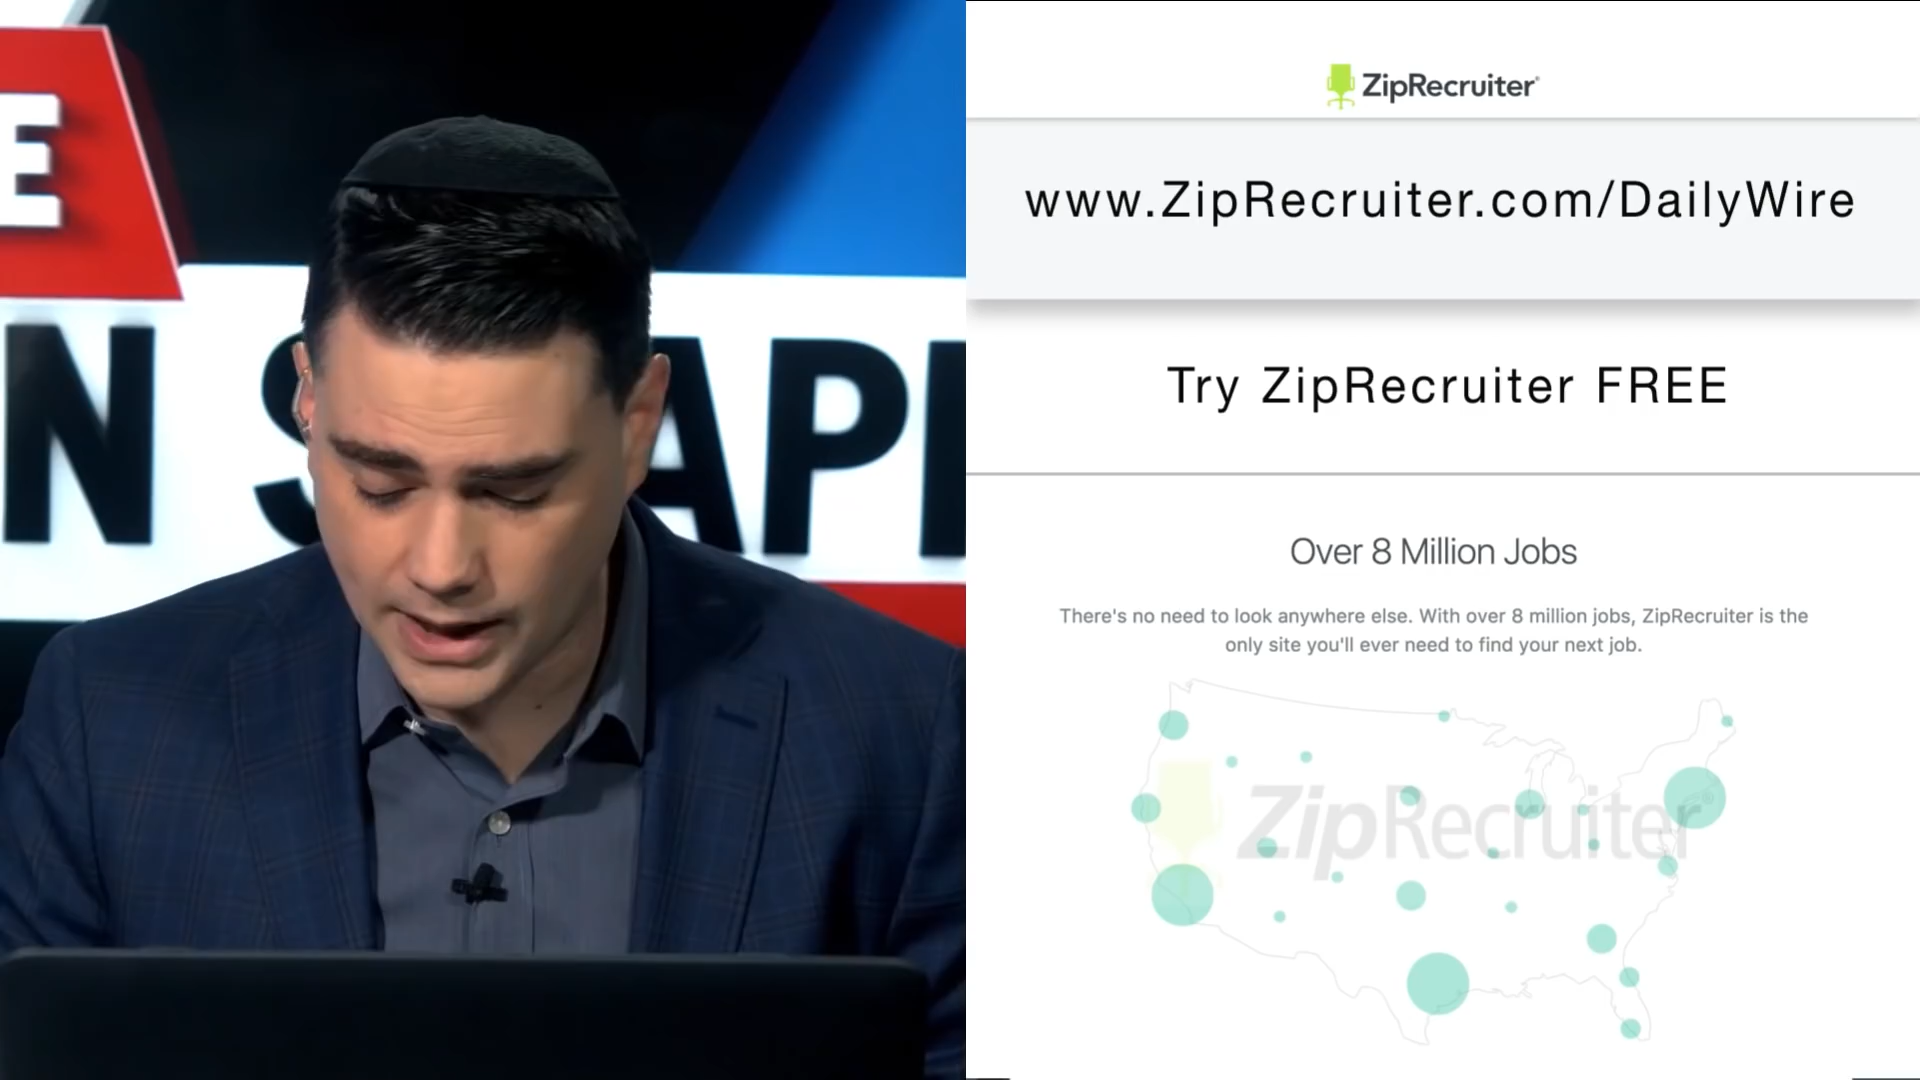 E
N S API
ZipRecruiter
www.ZipRecruiter.com/DailyWire
Try ZipRecruiter FREE
Over 8 Million Jobs
There's no need to look anywhere else. With over 8 million jobs, ZipRecruiter is the
only site you'll ever need to find your next job.
ZipRecruiter